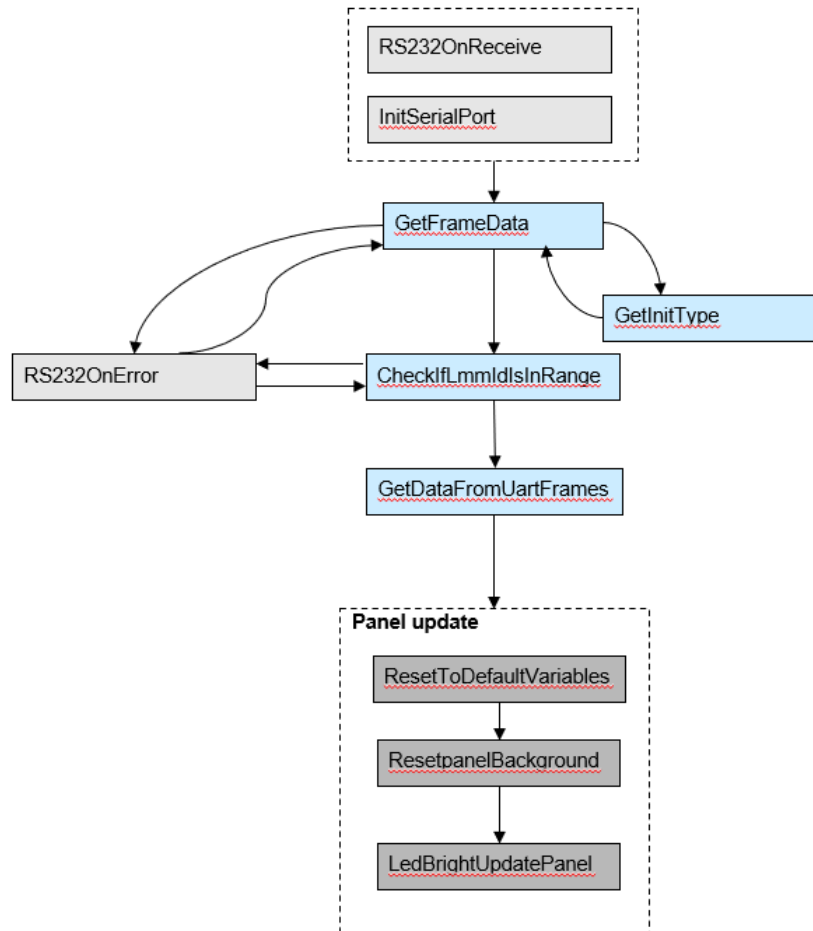 RS232OnReceive
InitSerialPort
GetFrameData
GetInitType
RS232OnError
CheckIfLmmIdIsInRange
GetDataFromUartFrames
Panel update
ResetToDefaultVariables
ResetpanelBackground
LedBrightUpdatePanel